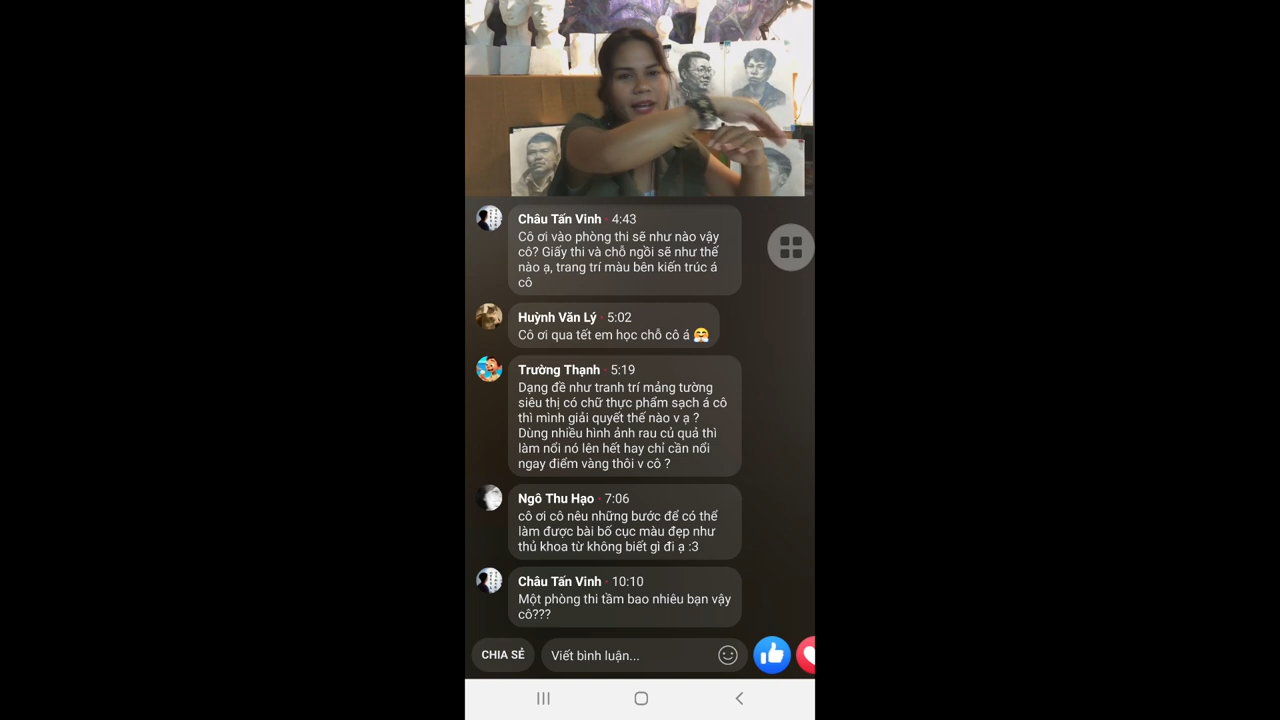 Châu Tấn Vinh · 4:43
Cô ơi vào phòng thi sẽ như nào vậy
cô? Giấy thi và chỗ ngồi sẽ như thế
nào ạ, trang trí màu bên kiến trúc á
cô
Huỳnh Văn Lý · 5:02
Cô ơi qua tết em học chỗ cô á 🤗
Trường Thạnh · 5:19
Dạng đề như tranh trí mảng tường
siêu thị có chữ thực phẩm sạch á cô
thì mình giải quyết thế nào v ạ ?
Dùng nhiều hình ảnh rau củ quả thì
làm nổi nó lên hết hay chỉ cần nổi
ngay điểm vàng thôi v cô ?
Ngô Thu Hạo · 7:06
cô ơi cô nêu những bước để có thể
làm được bài bố cục màu đẹp như
thủ khoa từ không biết gì đi ạ :3
Châu Tấn Vinh · 10:10
Một phòng thi tầm bao nhiêu bạn vậy
cô???
CHIA SẺ
Viết bình luận...